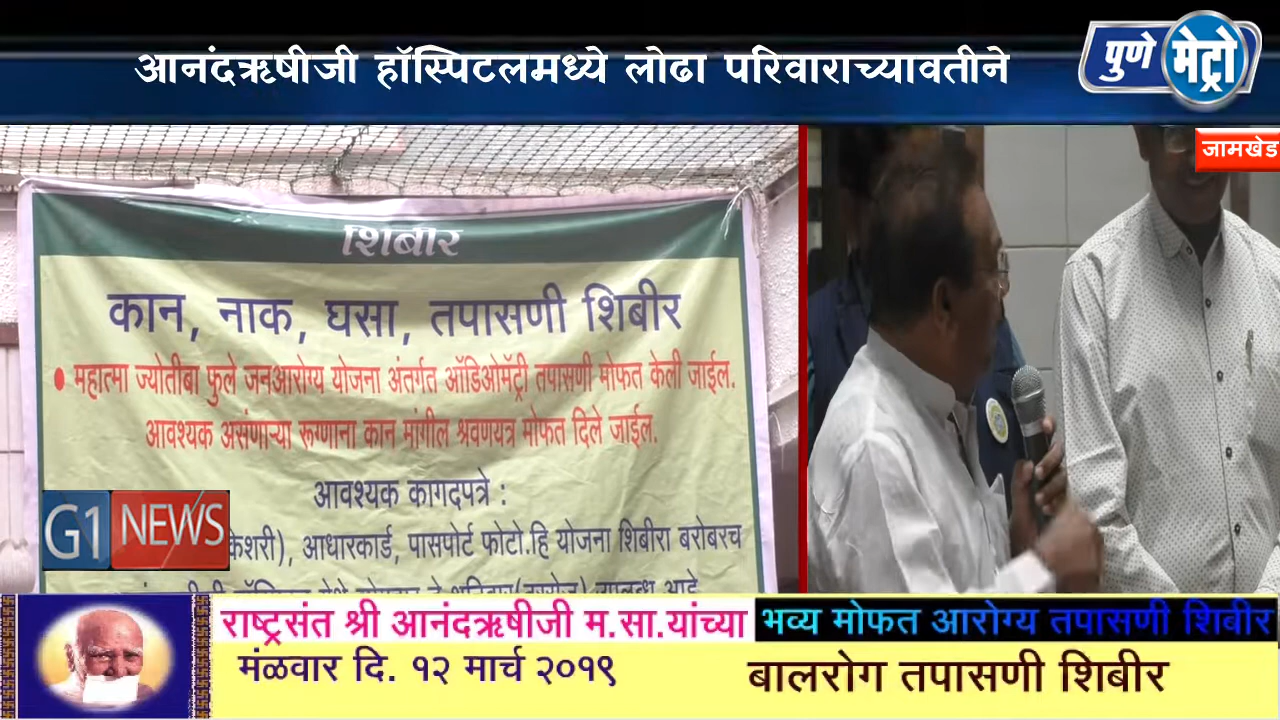 आनंदऋषीजी हॉस्पिटलमध्ये लोढा परिवाराच्यावतीने
पुणे मेट्रो
जामखेड
शिबीर
कान, नाक, घसा, तपासणी शिबीर
• महात्मा ज्योतीबा फुले जनआरोग्य योजना अंतर्गत ऑडिओमॅट्री तपासणी मोफत केली जाईल.
आवश्यक असंणाऱ्या रूग्णाना कान मांगील श्रवणयत्र मोफत दिले जाईल.
आवश्यक कागदपत्रे :
केशरी), आधारकार्ड, पासपोर्ट फोटो.हि योजना शिबीरा बरोबरच
G1 NEWS
राष्ट्रसंत श्री आनंदऋषीजी म.सा.यांच्या
भव्य मोफत आरोग्य तपासणी शिबीर
मंळवार दि. १२ मार्च २०१९
बालरोग तपासणी शिबीर